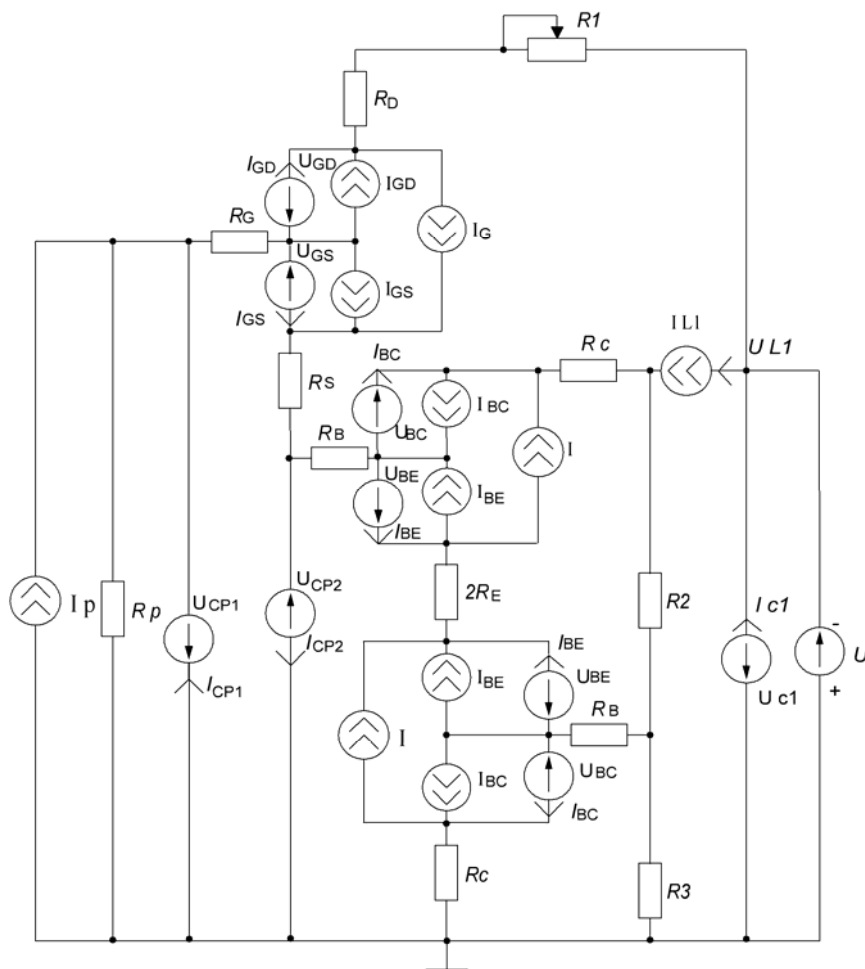 R1
RD
IGD
UGD
IGD
RG
IG
UGS
IGS
IGS
IL1
UL1
IBC
Rc
RS
IBC
RB
UBC
I
UBE
IBE
IBE
UCP2
2RE
R2
Ip
Rp
UCP1
Ic1
-
ICP2
IBE
U
IBE
UBE
ICP1
Uc1
+
RB
I
UBC
IBC
IBC
Rc
R3